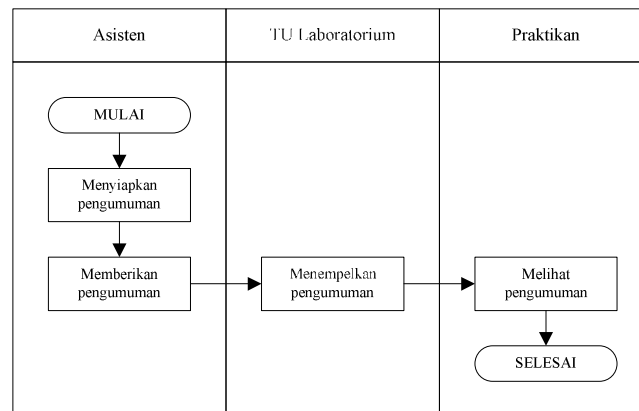 Asisten
TU Laboratorium
Praktikan
MULAI
Menyiapkan
pengumuman
Memberikan
pengumuman
Menempelkan
pengumuman
Melihat
pengumuman
SELESAI